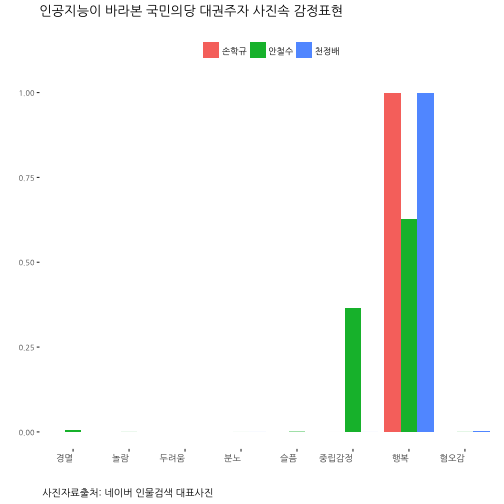 인공지능이 바라본 국민의당 대권주자 사진속 감정표현
손학규 안철수 천정배
1.00
0.75
0.50
0.25
0.00
경멸 놀람 두려움 분노 슬픔 중립감정 행복 혐오감
사진자료출처: 네이버 인물검색 대표사진